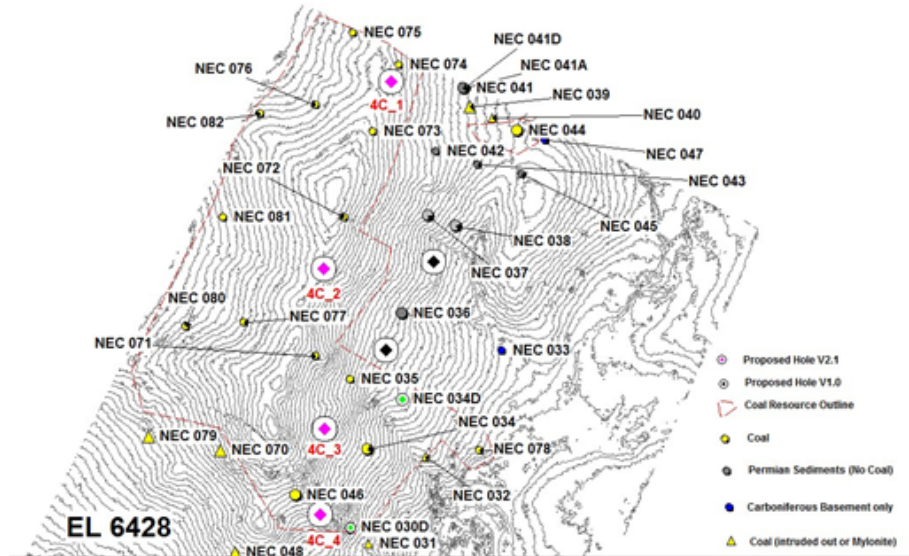 NEC 075
NEC 041D
NEC 074
NEC 041A
NEC 076
NEC 041
NEC 039
4C_1
NEC 082
NEC 040
NEC 073
NEC 044
NEC 042
NEC 047
NEC 072
NEC 043
NEC 081
NEC 045
NEC 038
NEC 037
4C_2
NEC 080
NEC 077
NEC 036
NEC 071
NEC 033
Proposed Hole V2.1
NEC 035
Proposed Hole V1.0
NEC 034D
Coal Resource Outline
NEC 034
NEC 079
Coal
NEC 070
4C_3
NEC 078
Permian Sediments (No Coal)
NEC 032
NEC 046
Carboniferous Basement only
EL 6428
NEC 030D
4C_4
NEC 031
Coal (intruded out or Mylonite)
NEC 048